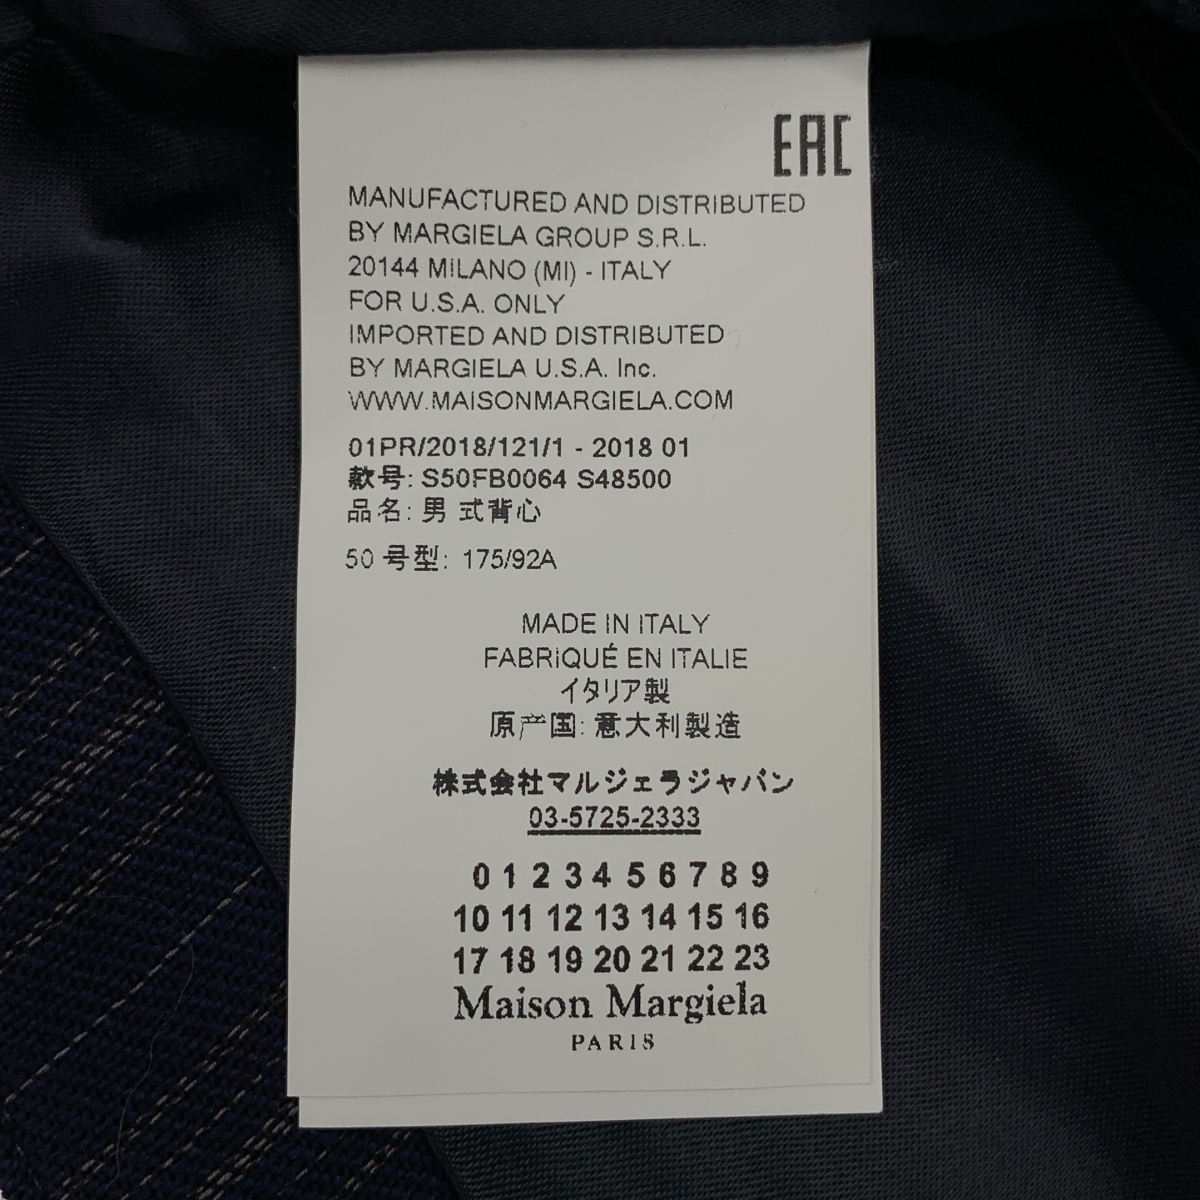 EAC
MANUFACTURED AND DISTRIBUTED
BY MARGIELA GROUP S.R.L.
20144 MILANO (MI) - ITALY
FOR U.S.A. ONLY
IMPORTED AND DISTRIBUTED
BY MARGIELA U.S.A. Inc.
WWW.MAISONMARGIELA.COM
01PR/2018/121/1 - 2018 01
款号: S50FB0064 S48500
品名: 男 式背心
50 号型: 175/92A
MADE IN ITALY
FABRiQUÉ EN ITALIE
イタリア製
原产国: 意大利製造
株式会社マルジェラジャパン
03-5725-2333
0 1 2 3 4 5 6 7 8 9
10 11 12 13 14 15 16
17 18 19 20 21 22 23
Maison Margiela
PARIS